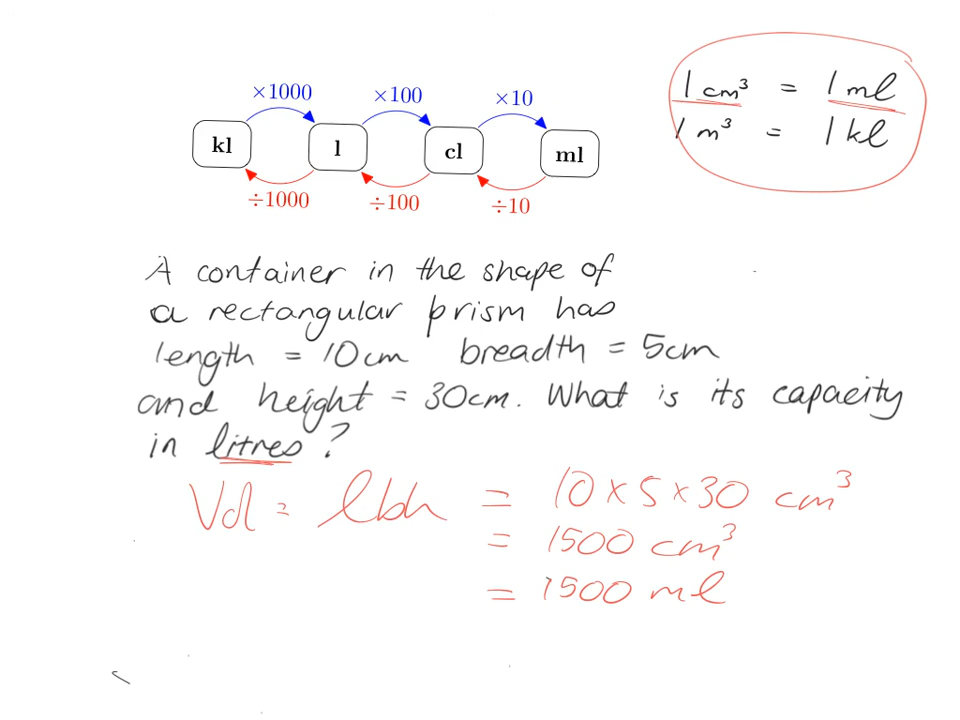 ×1000 ×100 ×10
kl l cl ml
÷1000 ÷100 ÷10
1 cm³ = 1 ml
1 m³ = 1 kl
A container in the shape of
a rectangular prism has
length = 10cm breadth = 5cm
and height = 30cm. What is its capacity
in litres?
Vol = lbh = 10 × 5 × 30 cm³
= 1500 cm³
= 1500 ml